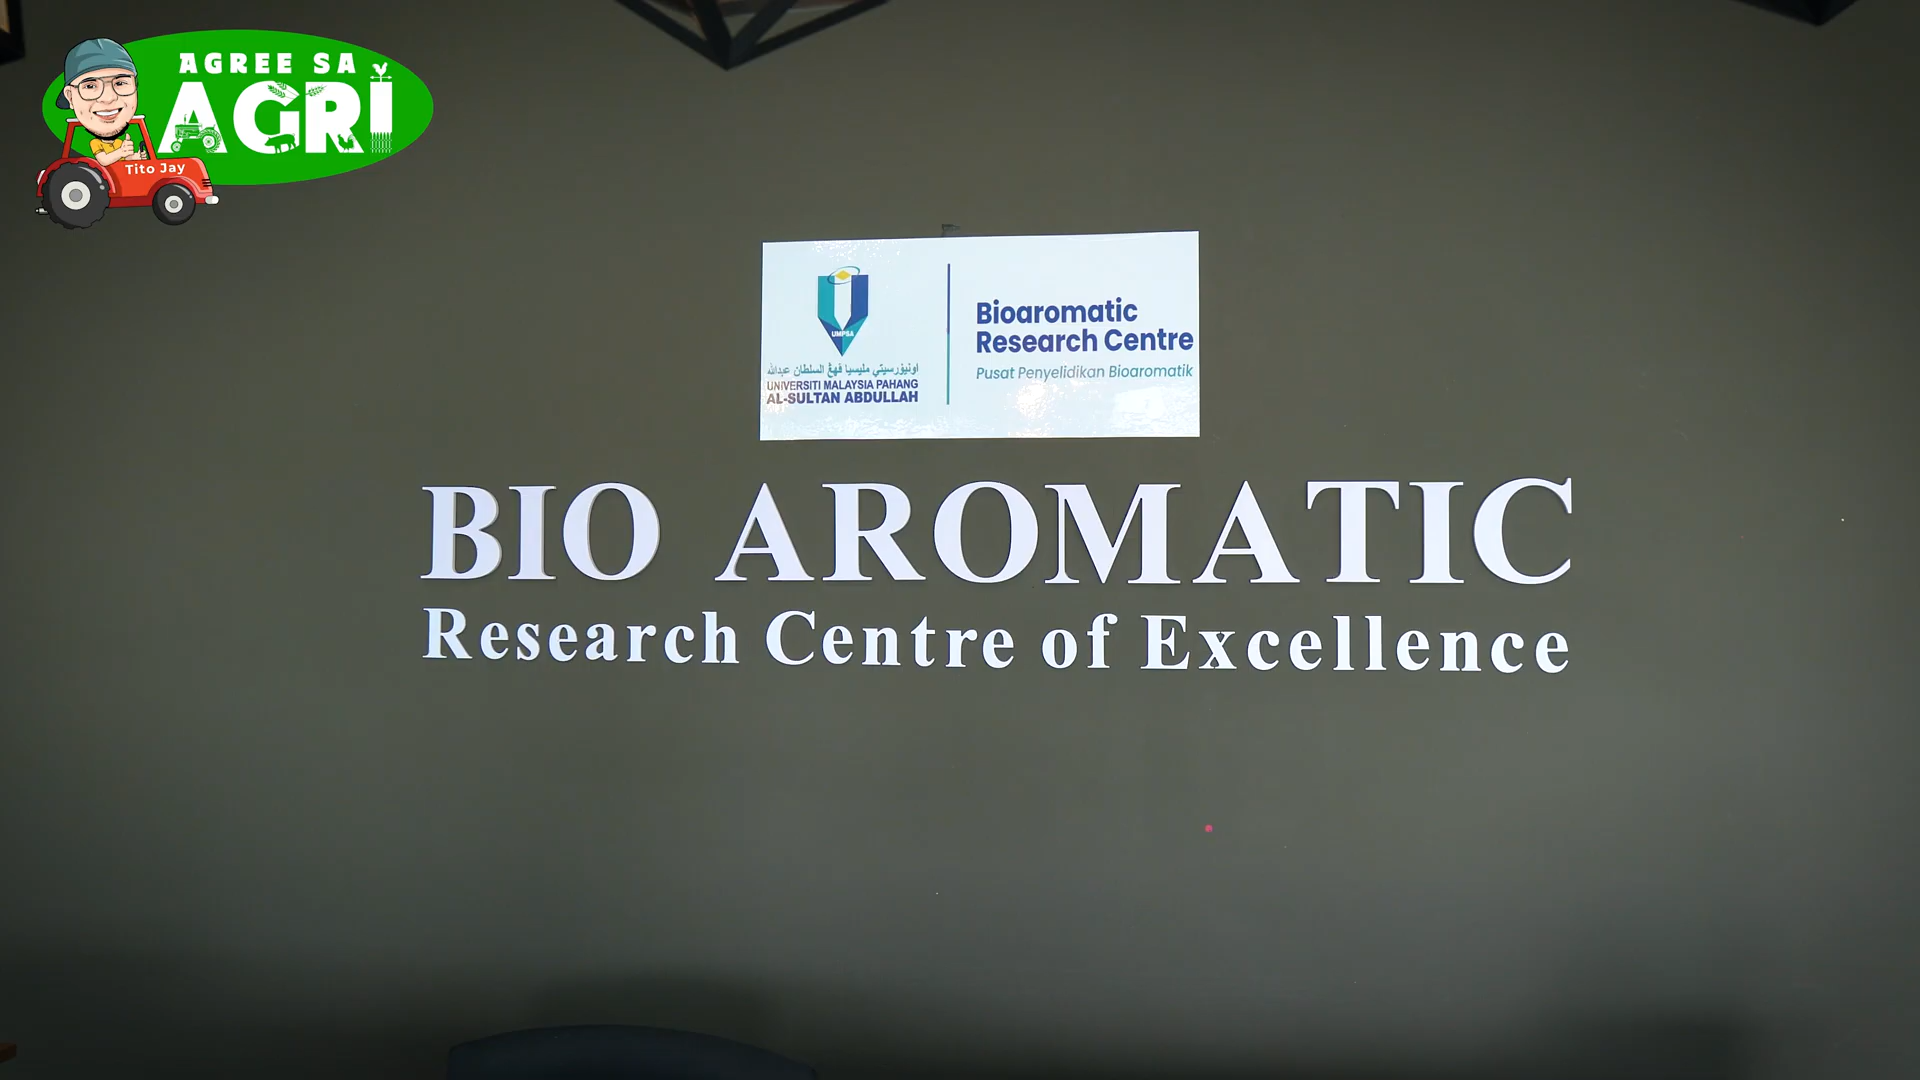 AGREE SA
AGRI
Tito Jay
UMPSA
اونيۏرسيتي مليسيا ڤهڠ السلطان عبدالله
UNIVERSITI MALAYSIA PAHANG
AL-SULTAN ABDULLAH
Bioaromatic
Research Centre
Pusat Penyelidikan Bioaromatik
BIO AROMATIC
Research Centre of Excellence